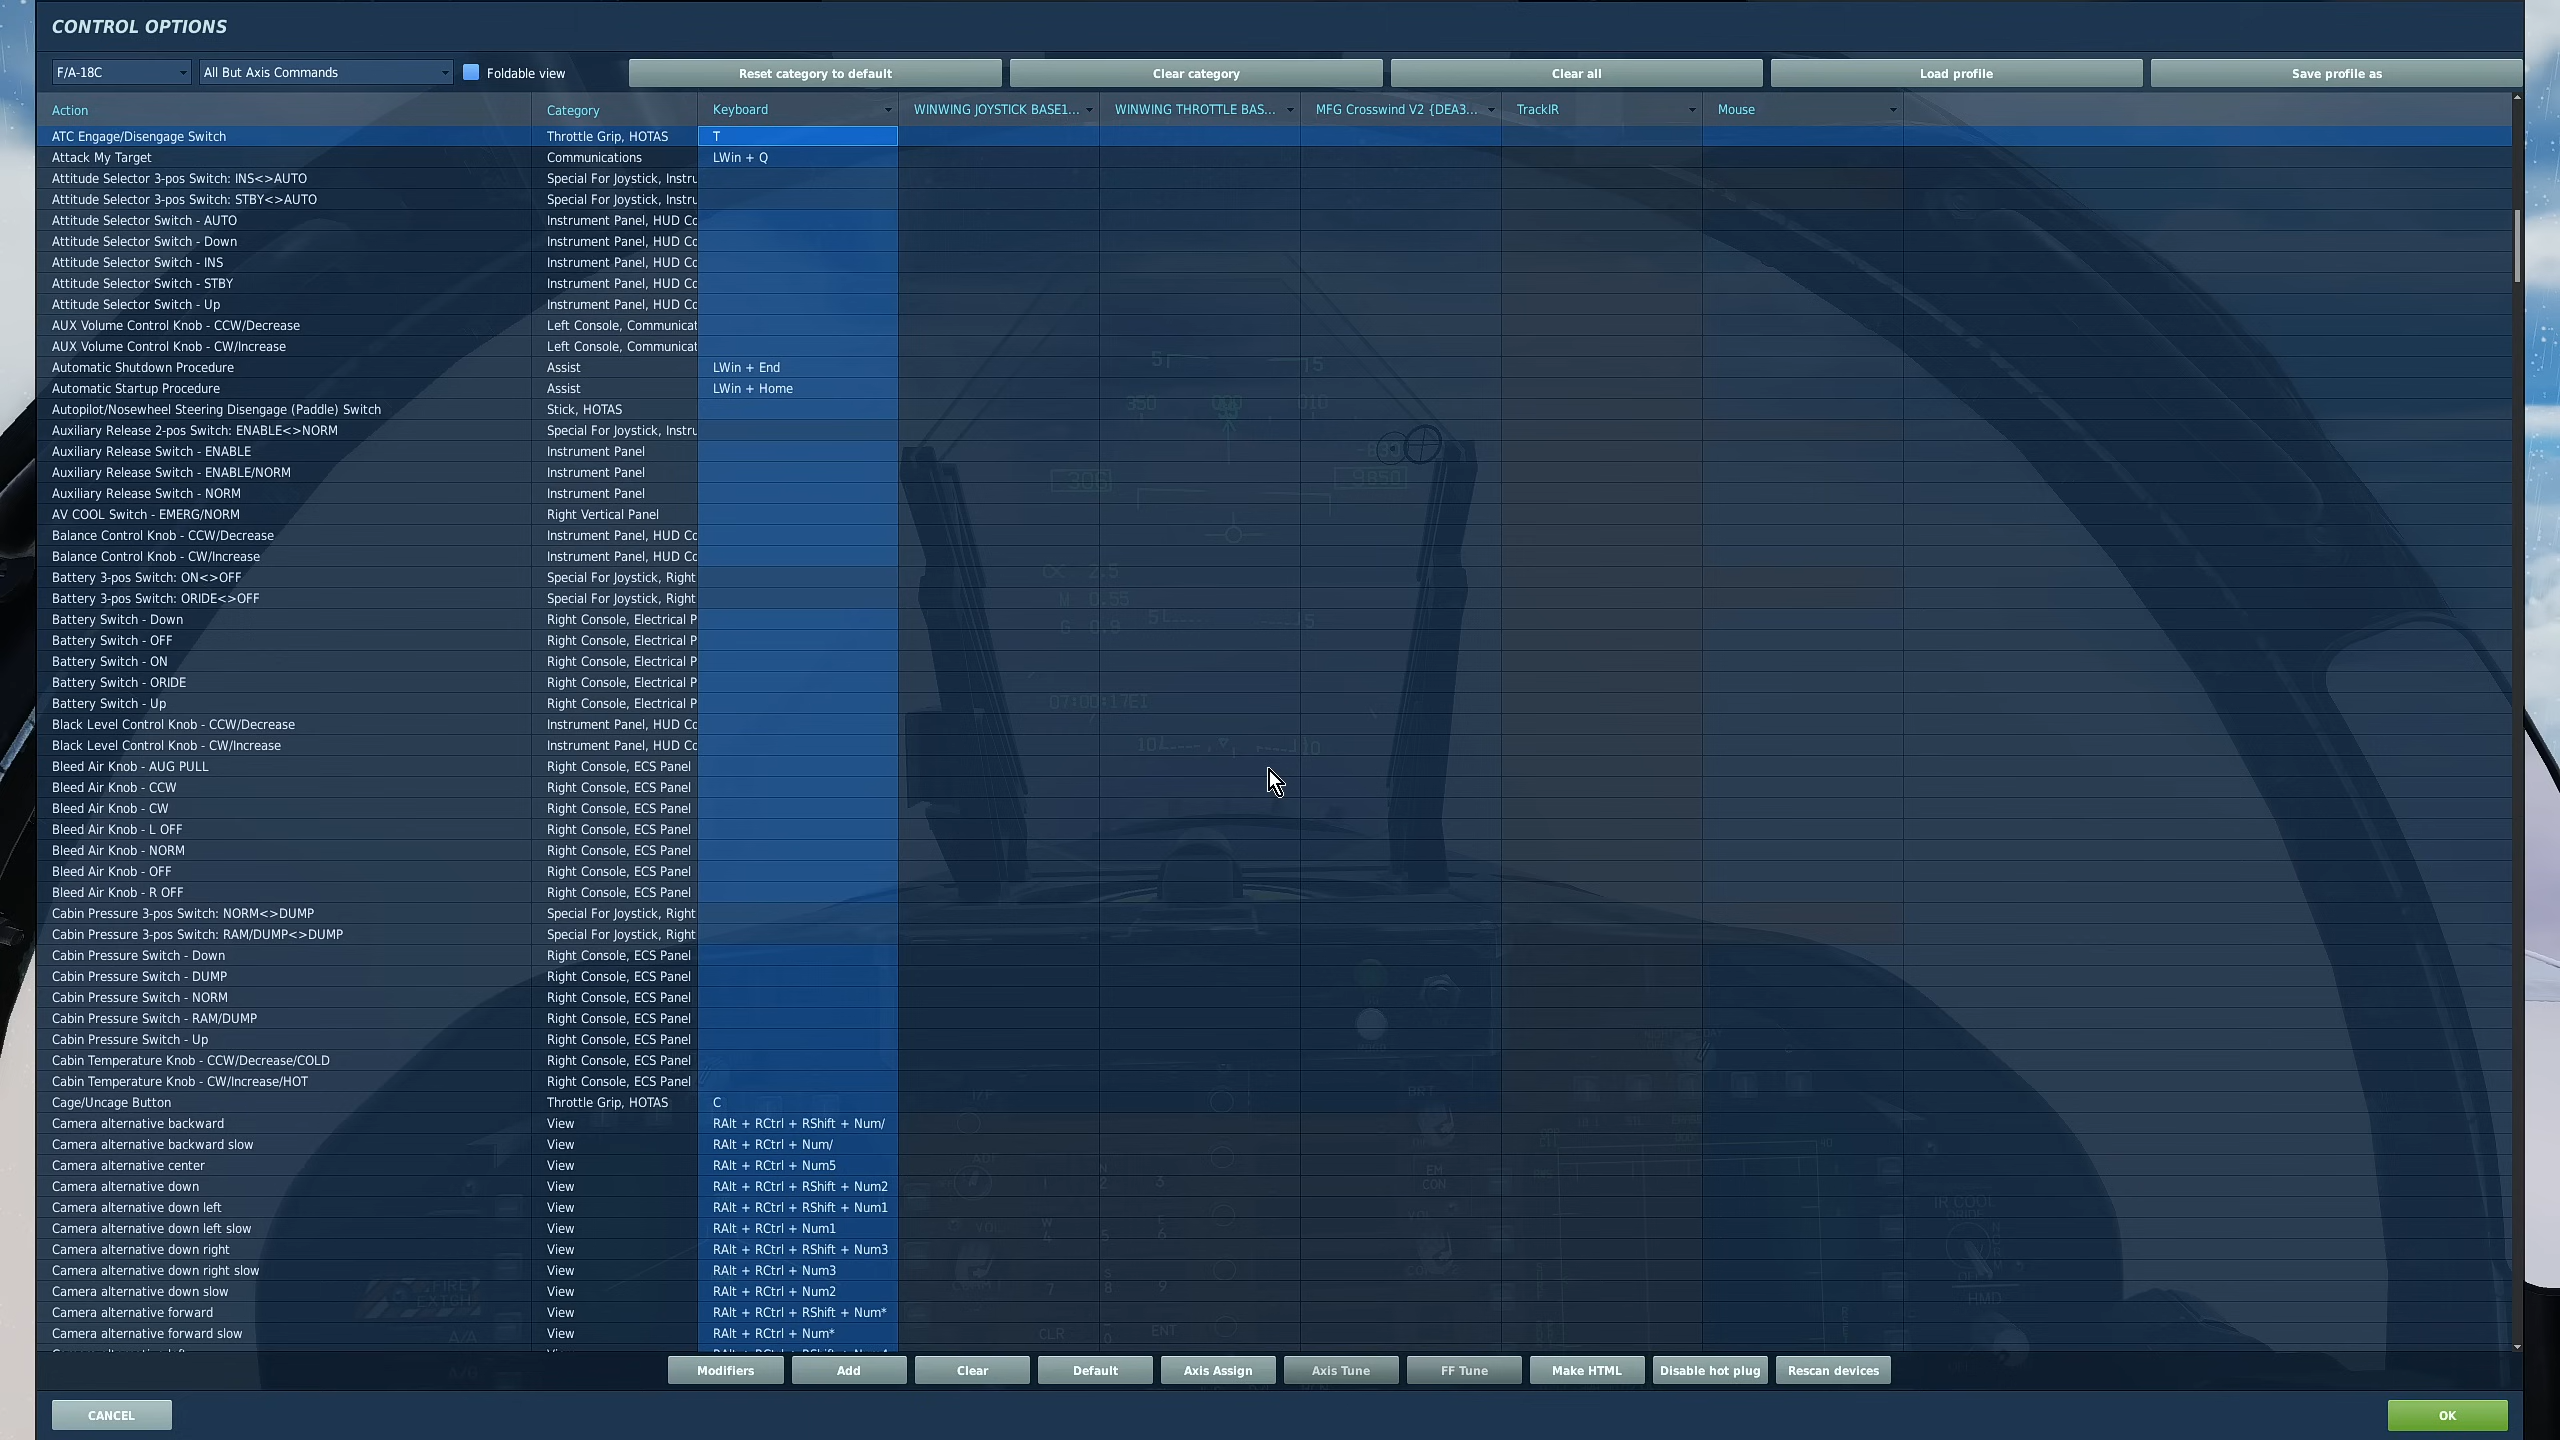 CONTROL OPTIONS
F/A-18C All But Axis Commands Foldable view Reset category to default Clear category Clear all Load profile Save profile as
Action Category Keyboard WINWING JOYSTICK BASE1... WINWING THROTTLE BAS... MFG Crosswind V2 {DEA3... TrackIR Mouse
ATC Engage/Disengage Switch Throttle Grip, HOTAS T
Attack My Target Communications LWin + Q
Attitude Selector 3-pos Switch: INS<>AUTO Special For Joystick, Instru
Attitude Selector 3-pos Switch: STBY<>AUTO Special For Joystick, Instru
Attitude Selector Switch - AUTO Instrument Panel, HUD Co
Attitude Selector Switch - Down Instrument Panel, HUD Co
Attitude Selector Switch - INS Instrument Panel, HUD Co
Attitude Selector Switch - STBY Instrument Panel, HUD Co
Attitude Selector Switch - Up Instrument Panel, HUD Co
AUX Volume Control Knob - CCW/Decrease Left Console, Communicat
AUX Volume Control Knob - CW/Increase Left Console, Communicat
Automatic Shutdown Procedure Assist LWin + End
Automatic Startup Procedure Assist LWin + Home
Autopilot/Nosewheel Steering Disengage (Paddle) Switch Stick, HOTAS
Auxiliary Release 2-pos Switch: ENABLE<>NORM Special For Joystick, Instru
Auxiliary Release Switch - ENABLE Instrument Panel
Auxiliary Release Switch - ENABLE/NORM Instrument Panel
Auxiliary Release Switch - NORM Instrument Panel
AV COOL Switch - EMERG/NORM Right Vertical Panel
Balance Control Knob - CCW/Decrease Instrument Panel, HUD Co
Balance Control Knob - CW/Increase Instrument Panel, HUD Co
Battery 3-pos Switch: ON<>OFF Special For Joystick, Right
Battery 3-pos Switch: ORIDE<>OFF Special For Joystick, Right
Battery Switch - Down Right Console, Electrical P
Battery Switch - OFF Right Console, Electrical P
Battery Switch - ON Right Console, Electrical P
Battery Switch - ORIDE Right Console, Electrical P
Battery Switch - Up Right Console, Electrical P
Black Level Control Knob - CCW/Decrease Instrument Panel, HUD Co
Black Level Control Knob - CW/Increase Instrument Panel, HUD Co
Bleed Air Knob - AUG PULL Right Console, ECS Panel
Bleed Air Knob - CCW Right Console, ECS Panel
Bleed Air Knob - CW Right Console, ECS Panel
Bleed Air Knob - L OFF Right Console, ECS Panel
Bleed Air Knob - NORM Right Console, ECS Panel
Bleed Air Knob - OFF Right Console, ECS Panel
Bleed Air Knob - R OFF Right Console, ECS Panel
Cabin Pressure 3-pos Switch: NORM<>DUMP Special For Joystick, Right
Cabin Pressure 3-pos Switch: RAM/DUMP<>DUMP Special For Joystick, Right
Cabin Pressure Switch - Down Right Console, ECS Panel
Cabin Pressure Switch - DUMP Right Console, ECS Panel
Cabin Pressure Switch - NORM Right Console, ECS Panel
Cabin Pressure Switch - RAM/DUMP Right Console, ECS Panel
Cabin Pressure Switch - Up Right Console, ECS Panel
Cabin Temperature Knob - CCW/Decrease/COLD Right Console, ECS Panel
Cabin Temperature Knob - CW/Increase/HOT Right Console, ECS Panel
Cage/Uncage Button Throttle Grip, HOTAS C
Camera alternative backward View RAlt + RCtrl + RShift + Num/
Camera alternative backward slow View RAlt + RCtrl + Num/
Camera alternative center View RAlt + RCtrl + Num5
Camera alternative down View RAlt + RCtrl + RShift + Num2
Camera alternative down left View RAlt + RCtrl + RShift + Num1
Camera alternative down left slow View RAlt + RCtrl + Num1
Camera alternative down right View RAlt + RCtrl + RShift + Num3
Camera alternative down right slow View RAlt + RCtrl + Num3
Camera alternative down slow View RAlt + RCtrl + Num2
Camera alternative forward View RAlt + RCtrl + RShift + Num*
Camera alternative forward slow View RAlt + RCtrl + Num*
Modifiers Add Clear Default Axis Assign Axis Tune FF Tune Make HTML Disable hot plug Rescan devices
CANCEL OK